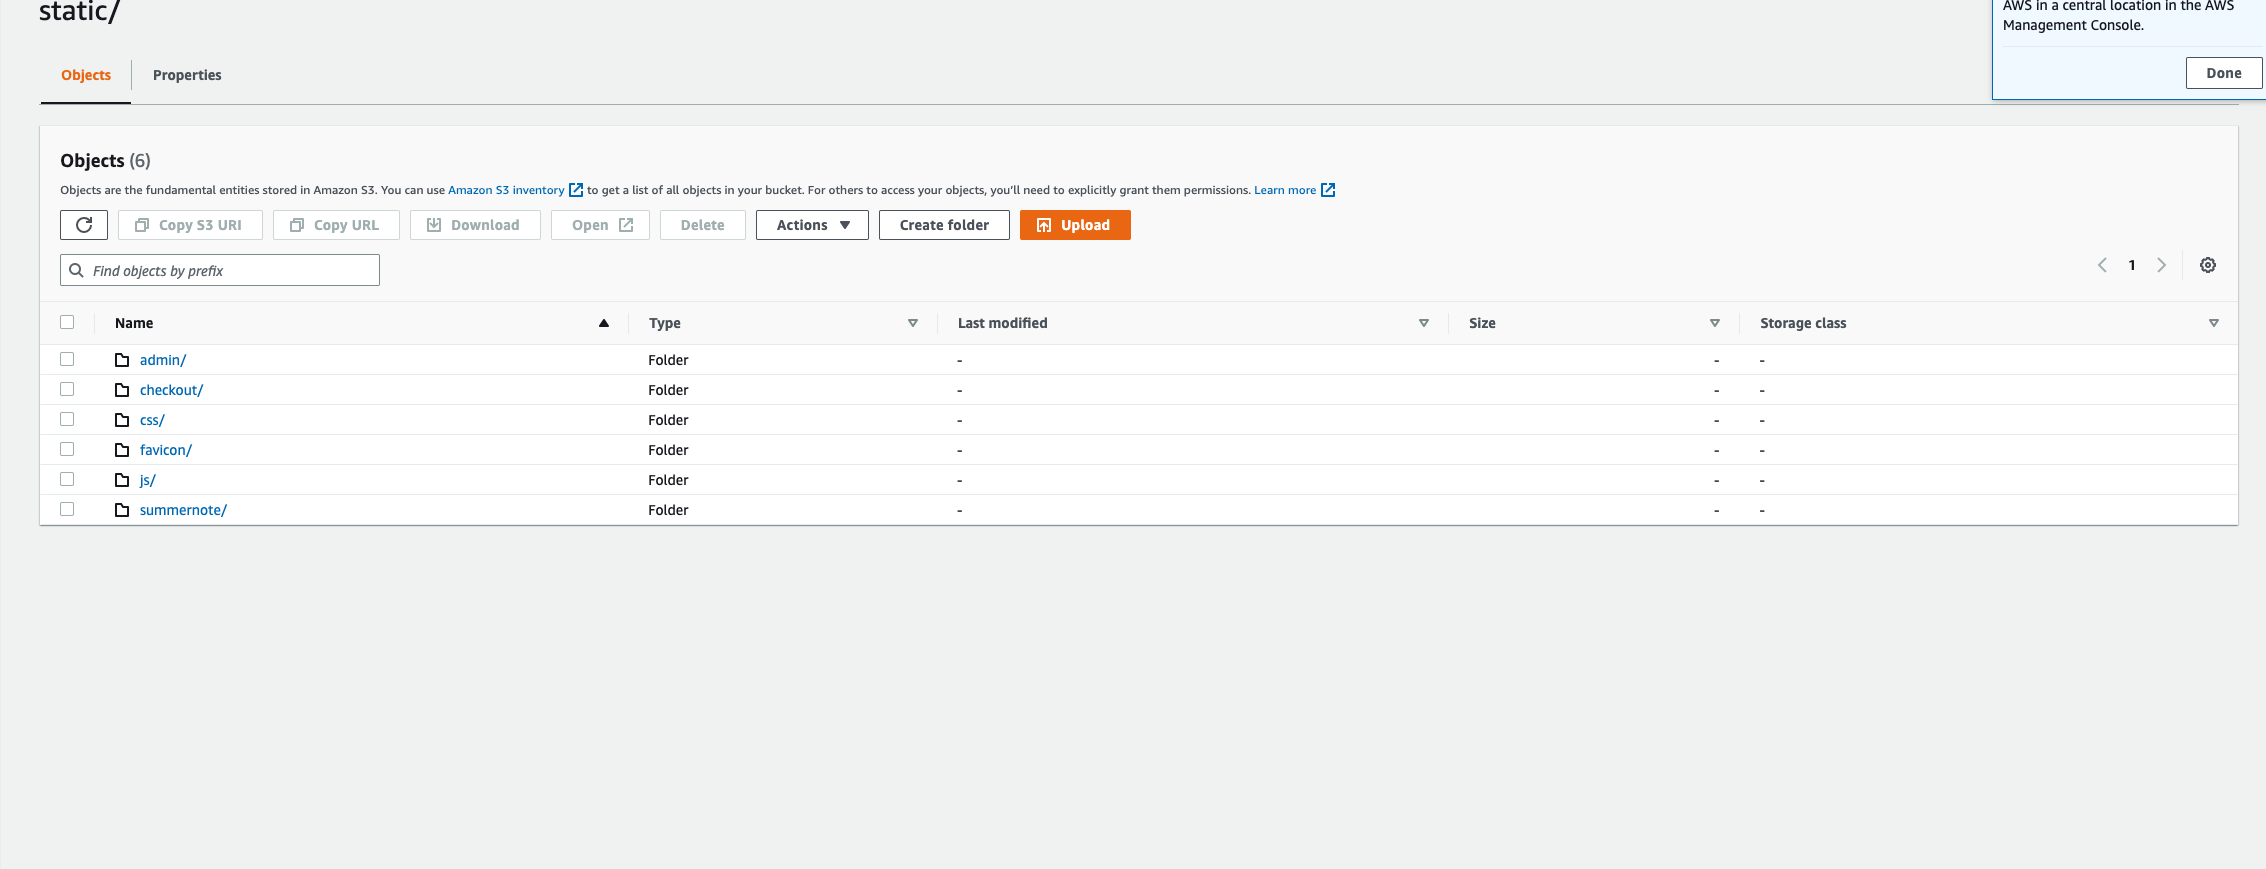 static/
AWS in a central location in the AWS
Management Console.
Done
Objects
Properties
Objects (6)
Objects are the fundamental entities stored in Amazon S3. You can use Amazon S3 inventory to get a list of all objects in your bucket. For others to access your objects, you'll need to explicitly grant them permissions. Learn more
Copy S3 URI Copy URL Download Open Delete Actions Create folder Upload
Find objects by prefix
1
Name Type Last modified Size Storage class
admin/ Folder - - -
checkout/ Folder - - -
css/ Folder - - -
favicon/ Folder - - -
js/ Folder - - -
summernote/ Folder - - -